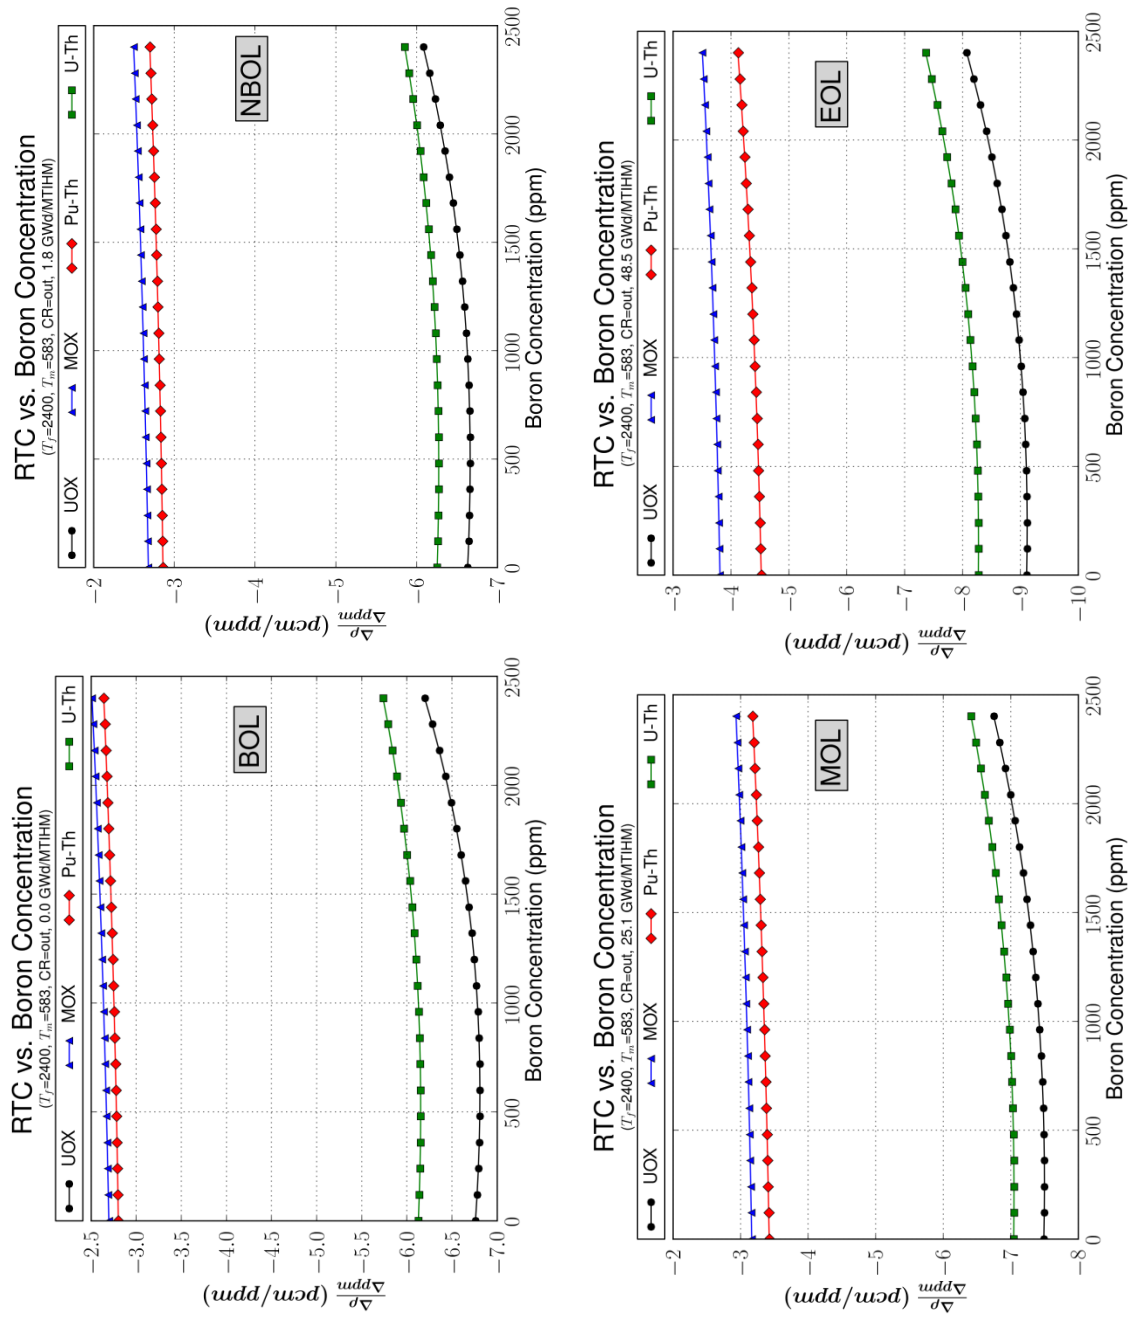 RTC vs. Boron Concentration
(T_f=2400, T_m=583, CR=out, 0.0 GWd/MTIHM)
UOX MOX Pu-Th U-Th
BOL
−2.5
−3.0
−3.5
−4.0
−4.5
−5.0
−5.5
−6.0
−6.5
−7.0
0 500 1000 1500 2000 2500
Boron Concentration (ppm)
Δρ/Δppm (pcm/ppm)
RTC vs. Boron Concentration
(T_f=2400, T_m=583, CR=out, 1.8 GWd/MTIHM)
UOX MOX Pu-Th U-Th
NBOL
−2
−3
−4
−5
−6
−7
0 500 1000 1500 2000 2500
Boron Concentration (ppm)
Δρ/Δppm (pcm/ppm)
RTC vs. Boron Concentration
(T_f=2400, T_m=583, CR=out, 25.1 GWd/MTIHM)
UOX MOX Pu-Th U-Th
MOL
−2
−3
−4
−5
−6
−7
−8
0 500 1000 1500 2000 2500
Boron Concentration (ppm)
Δρ/Δppm (pcm/ppm)
RTC vs. Boron Concentration
(T_f=2400, T_m=583, CR=out, 48.5 GWd/MTIHM)
UOX MOX Pu-Th U-Th
EOL
−3
−4
−5
−6
−7
−8
−9
−10
0 500 1000 1500 2000 2500
Boron Concentration (ppm)
Δρ/Δppm (pcm/ppm)